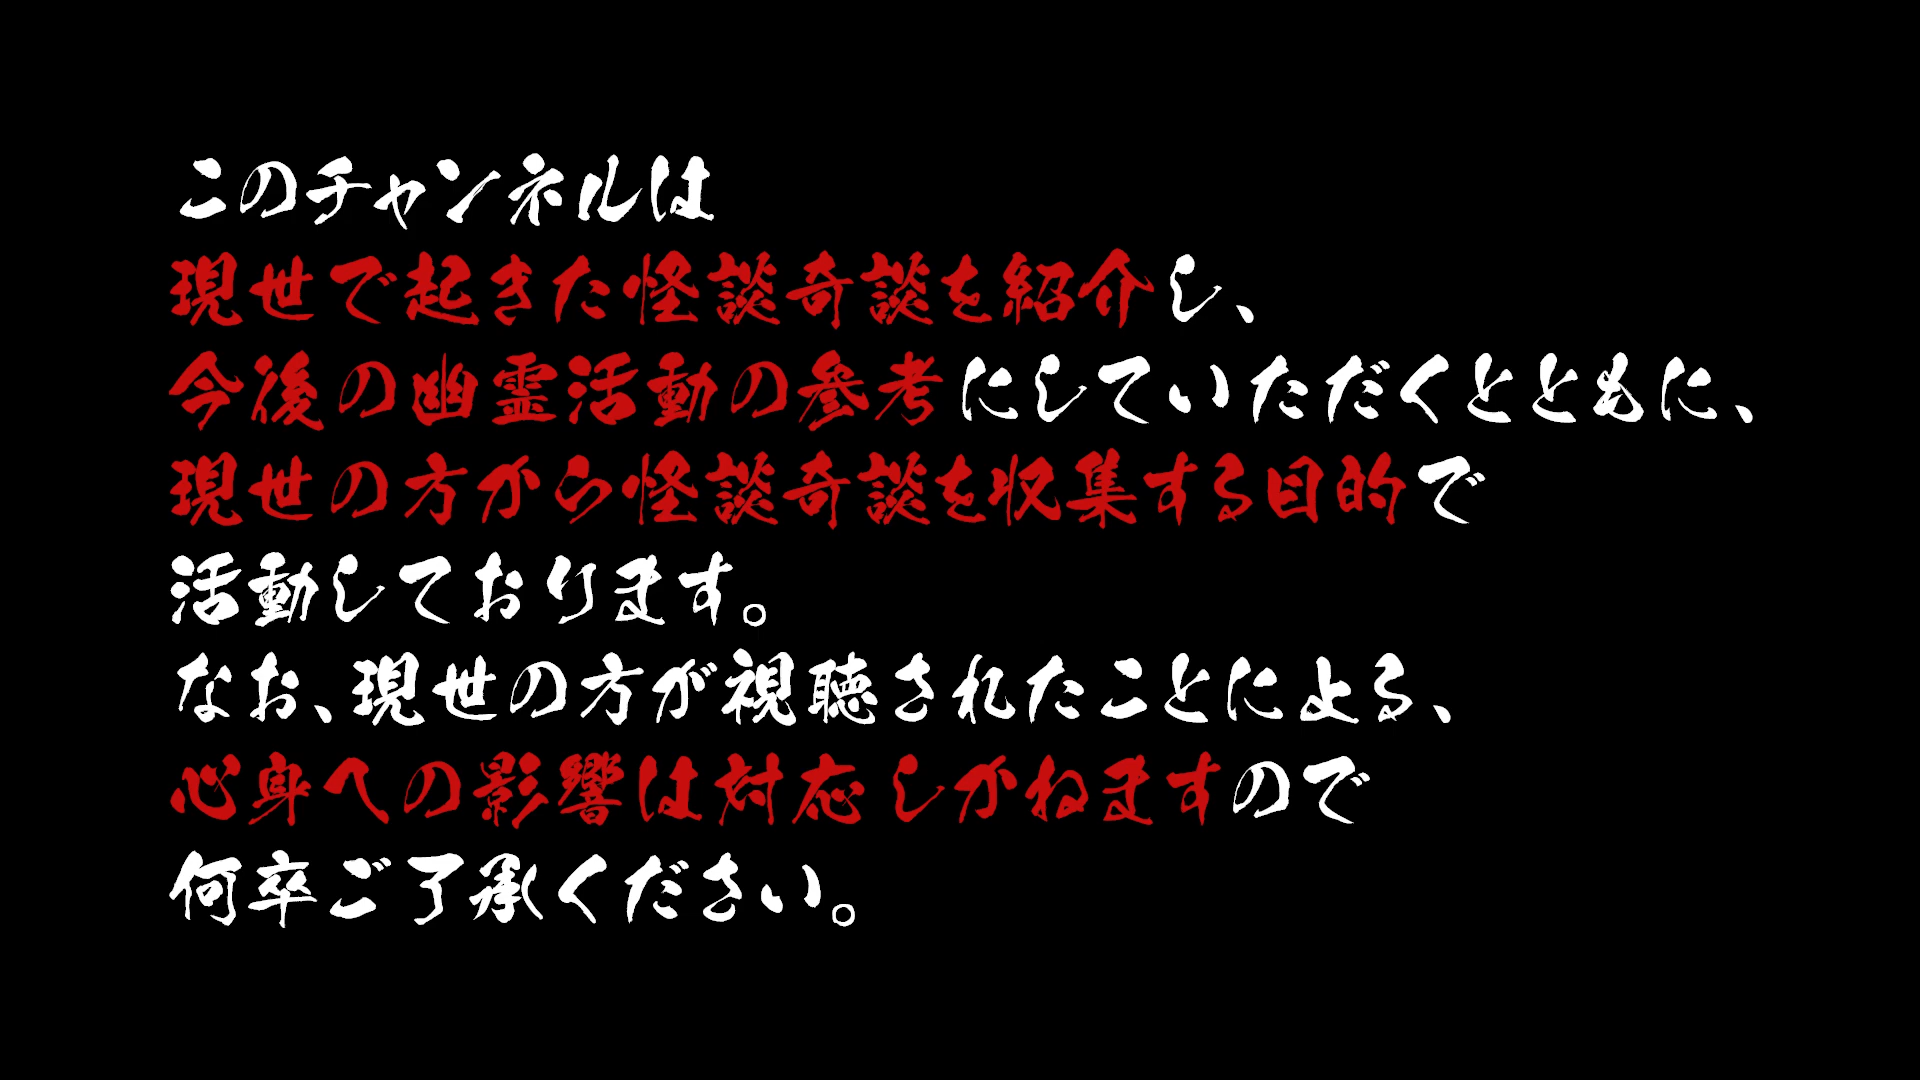 このチャンネルは
現世で起きた怪談奇談を紹介し、
今後の幽霊活動の参考にしていただくとともに、
現世の方から怪談奇談を収集する目的で
活動しております。
なお、現世の方が視聴されたことによる、
心身への影響は対応しかねますので
何卒ご了承ください。